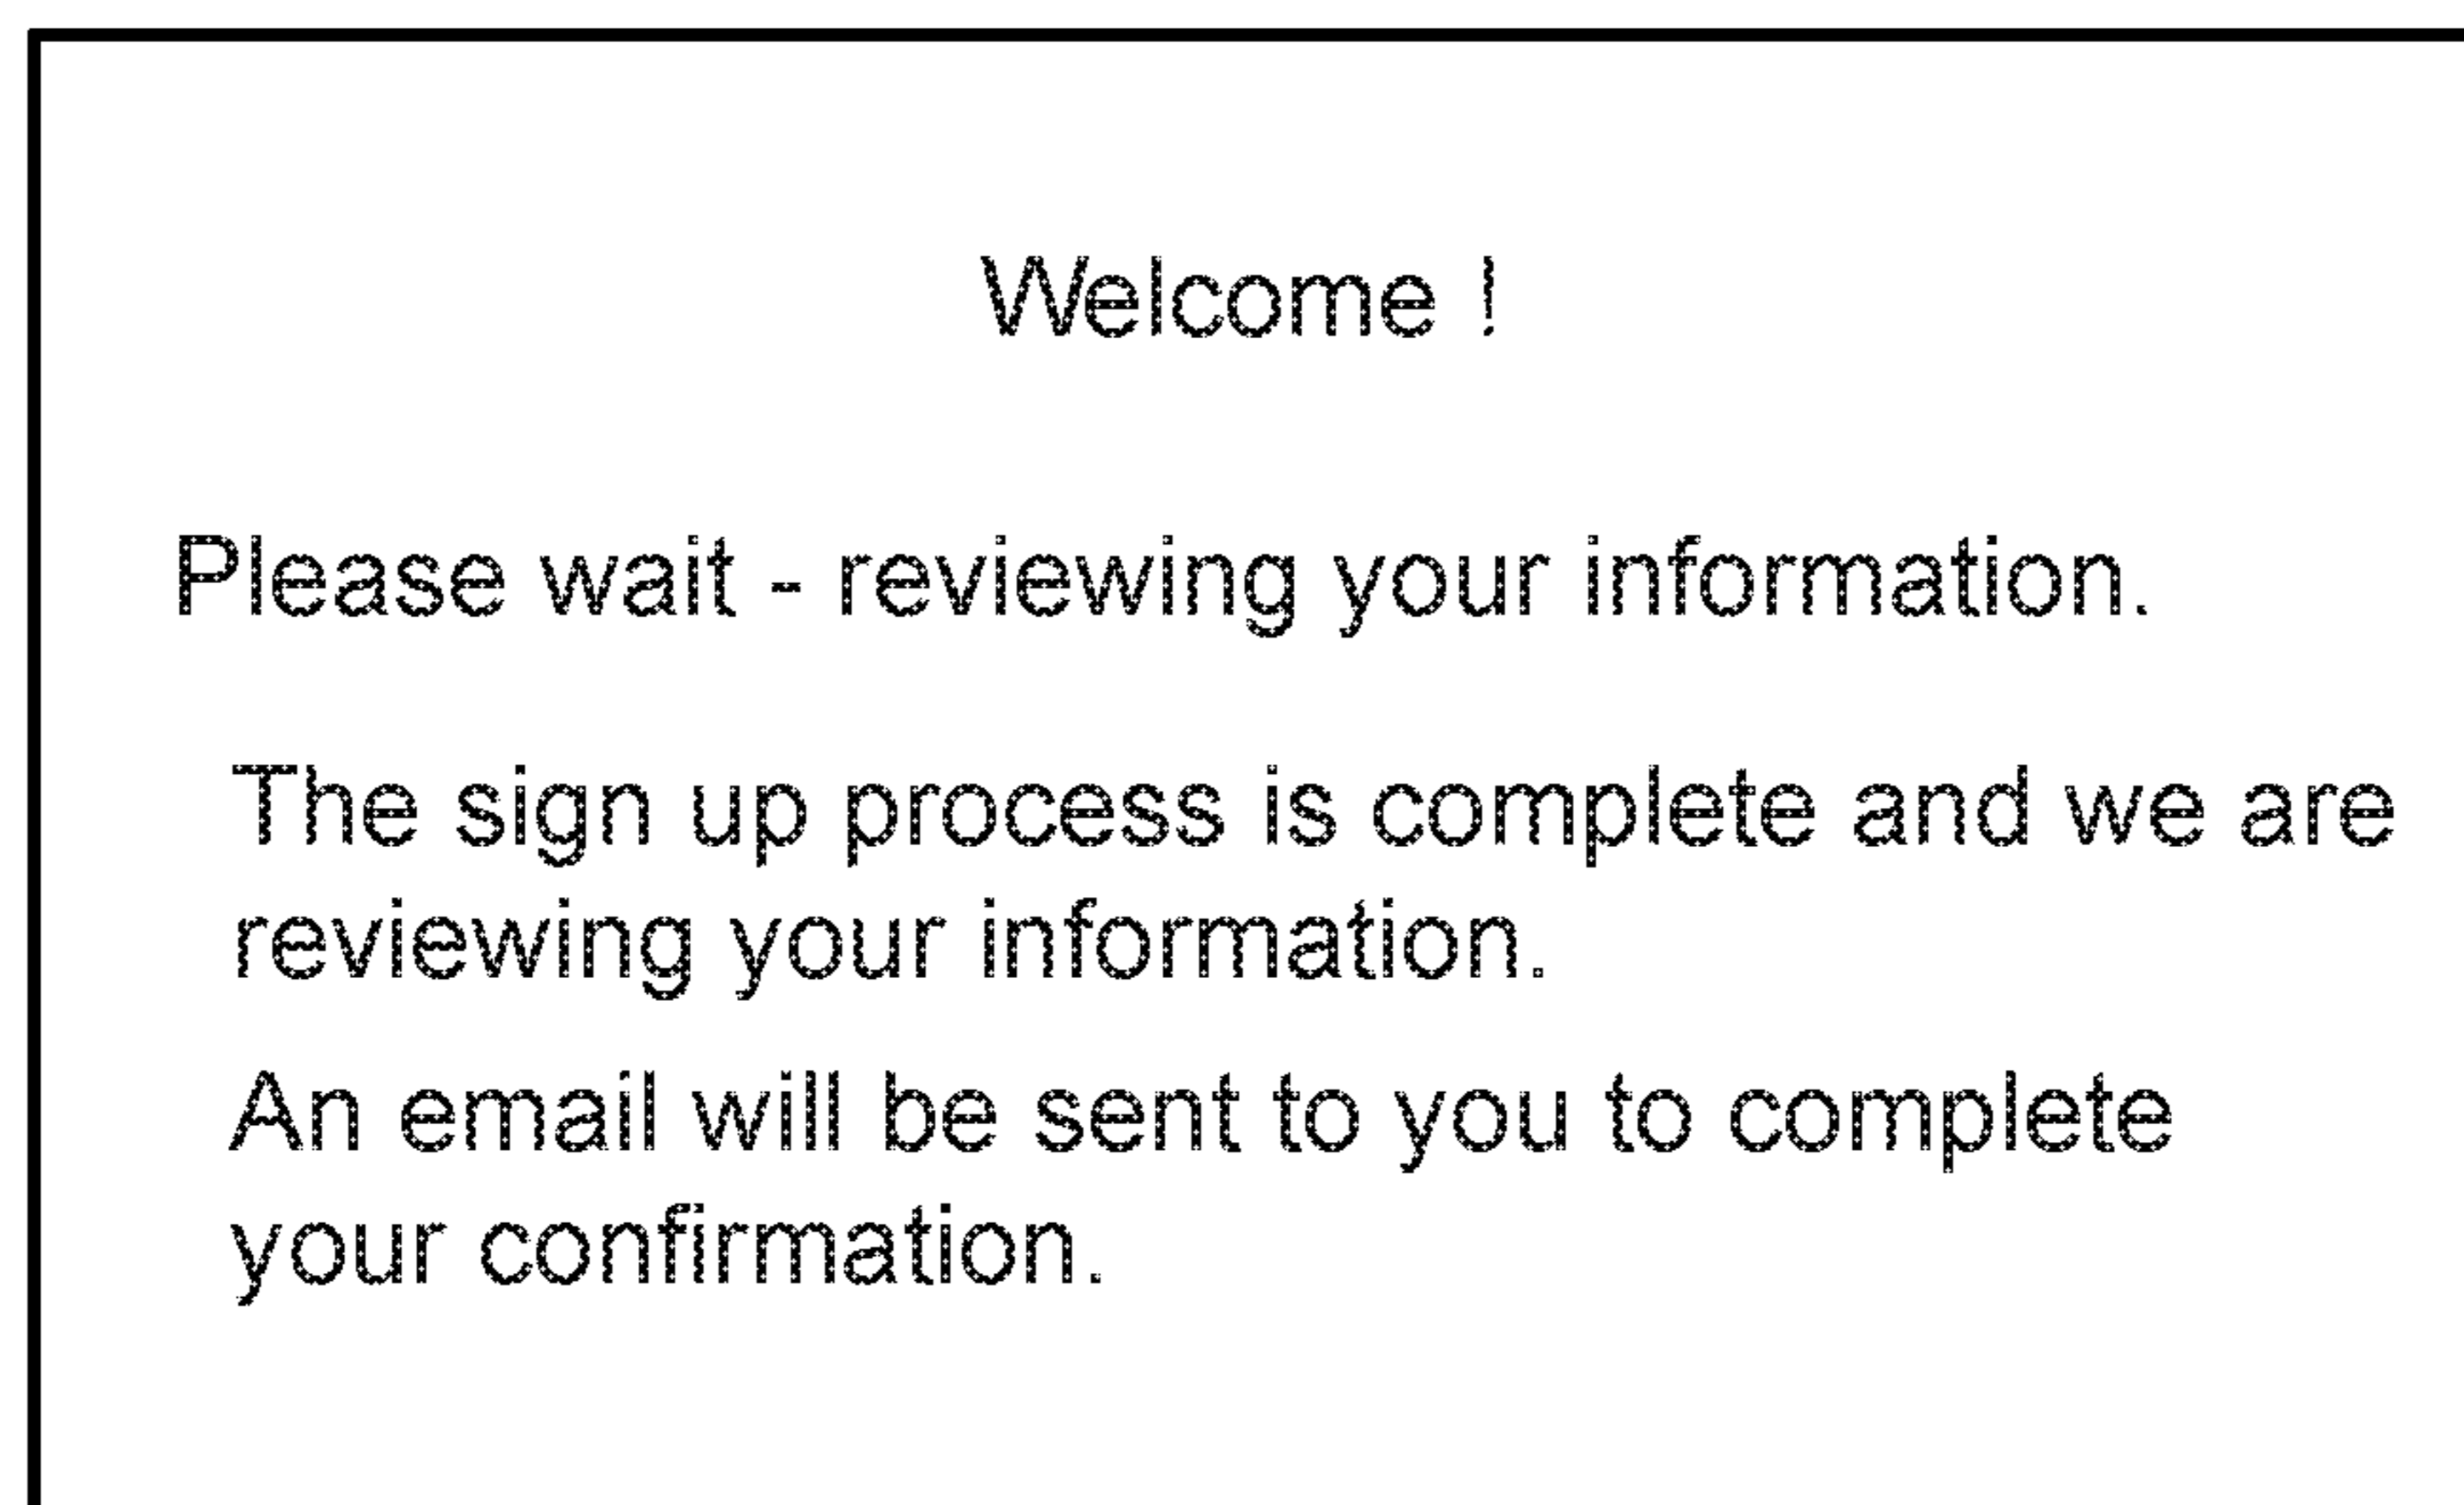 Welcome !
Please wait - reviewing your information.
The sign up process is complete and we are
reviewing your information.
An email will be sent to you to complete
your confirmation.